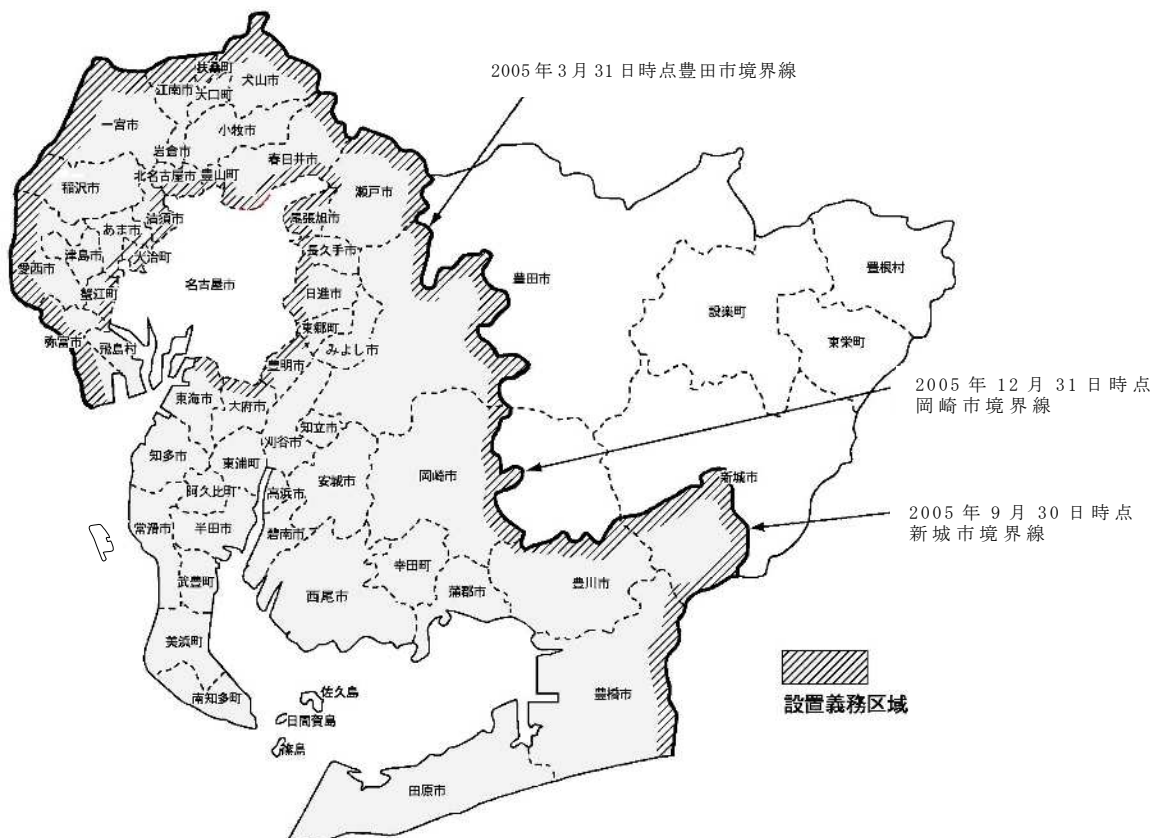 2005年3月31日時点豊田市境界線
扶桑町
犬山市
江南市
大口町
一宮市
小牧市
岩倉市
春日井市
北名古屋市
豊山町
稲沢市
瀬戸市
清須市
尾張旭市
あま市
長久手市
津島市
大治町
愛西市
名古屋市
豊田市
豊根村
蟹江町
日進市
設楽町
弥富市
飛島村
東郷町
東栄町
みよし市
豊明市
2005年12月31日時点
岡崎市境界線
東海市
大府市
知立市
刈谷市
知多市
東浦町
安城市
岡崎市
新城市
阿久比町
高浜市
2005年9月30日時点
新城市境界線
常滑市
半田市
碧南市
幸田町
豊川市
武豊町
西尾市
蒲郡市
美浜町
南知多町
佐久島
日間賀島
篠島
豊橋市
設置義務区域
田原市